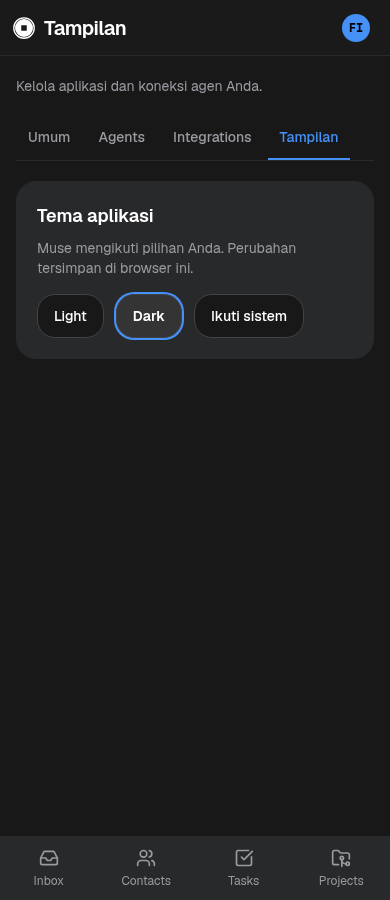 Tampilan
FI
Kelola aplikasi dan koneksi agen Anda.
Umum Agents Integrations Tampilan
Tema aplikasi
Muse mengikuti pilihan Anda. Perubahan
tersimpan di browser ini.
Light Dark Ikuti sistem
Inbox Contacts Tasks Projects